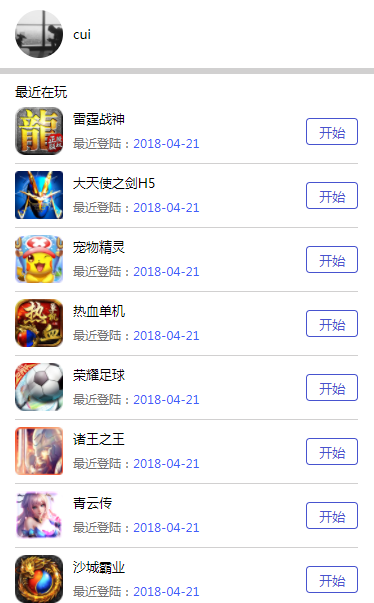 cui
最近在玩
雷霆战神
最近登陆：2018-04-21
开始
大天使之剑H5
最近登陆：2018-04-21
开始
宠物精灵
最近登陆：2018-04-21
开始
热血单机
最近登陆：2018-04-21
开始
荣耀足球
最近登陆：2018-04-21
开始
诸王之王
最近登陆：2018-04-21
开始
青云传
最近登陆：2018-04-21
开始
沙城霸业
最近登陆：2018-04-21
开始